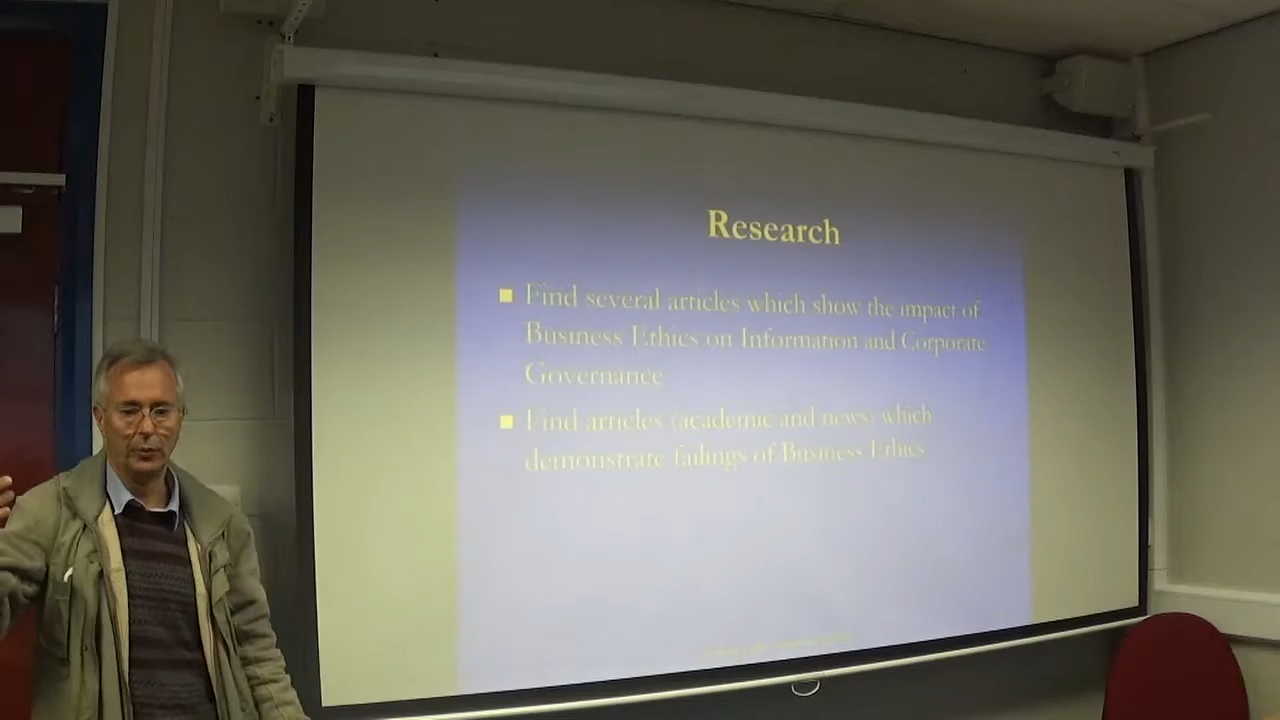 Research
Find several articles which show the impact of
Business Ethics on Information and Corporate
Governance
Find articles (academic and news) which
demonstrate failings of Business Ethics